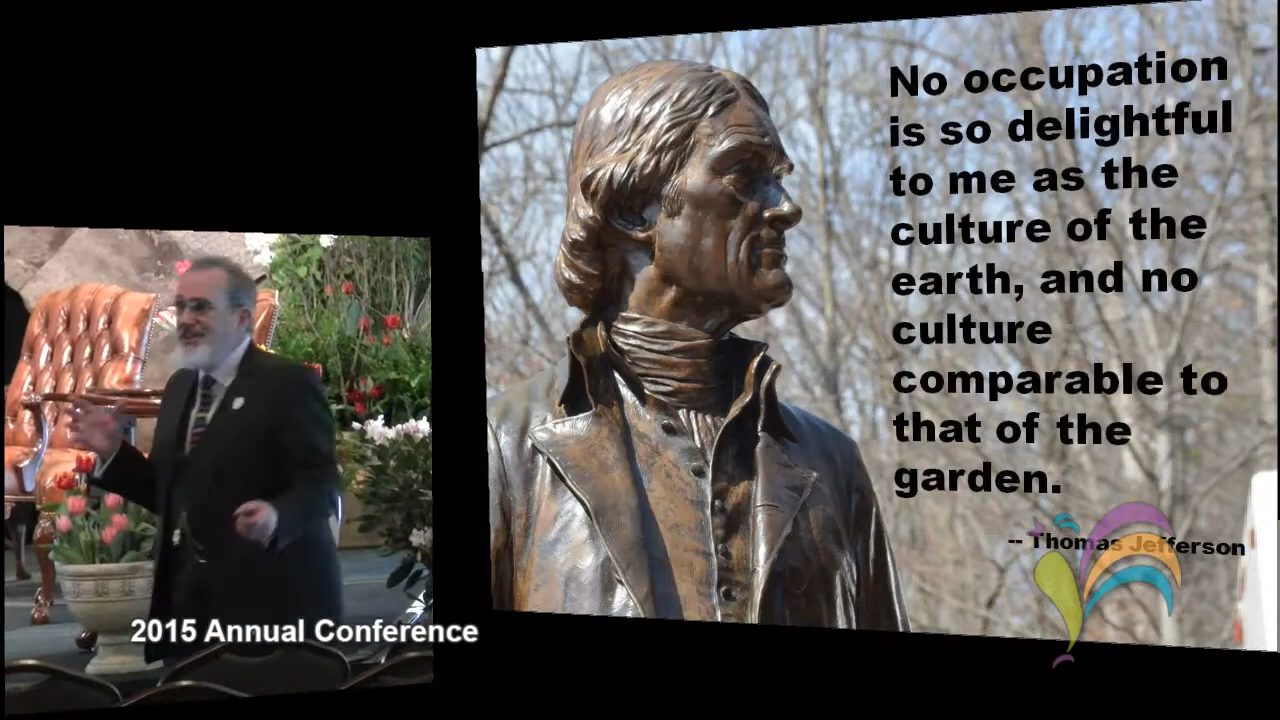 No occupation
is so delightful
to me as the
culture of the
earth, and no
culture
comparable to
that of the
garden.
-- Thomas Jefferson
2015 Annual Conference